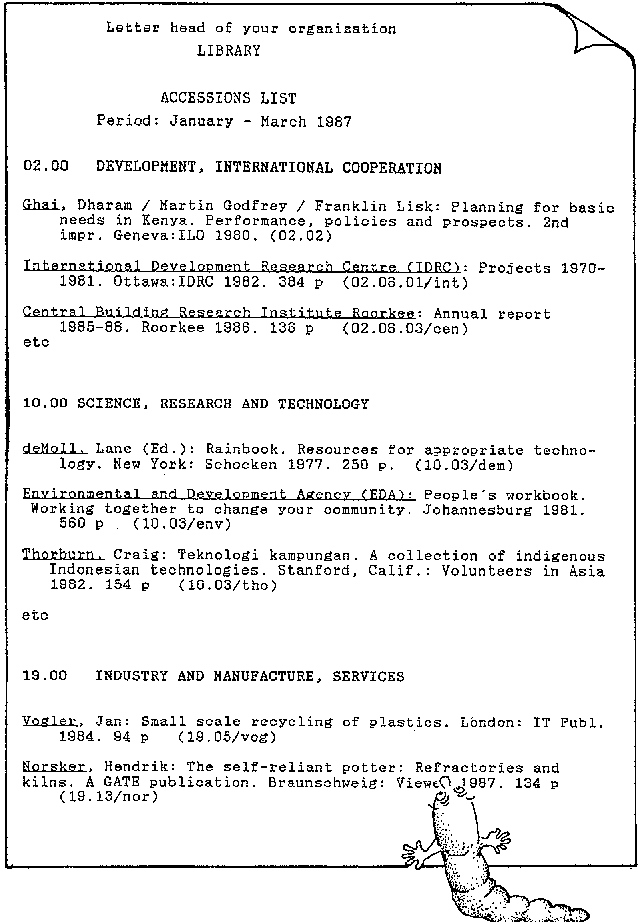 Letter head of your organization
LIBRARY
ACCESSIONS LIST
Period: January - March 1987
02.00 DEVELOPMENT, INTERNATIONAL COOPERATION
Ghai, Dharam / Martin Godfrey / Franklin Lisk: Planning for basic
needs in Kenya. Performance, policies and prospects. 2nd
impr. Geneva:ILO 1980. (02.02)
International Development Research Centre (IDRC): Projects 1970-
1981. Ottawa:IDRC 1982. 384 p (02.08.01/int)
Central Building Research Institute Roorkee: Annual report
1985-86. Roorkee 1986. 136 p (02.08.03/cen)
etc
10.00 SCIENCE, RESEARCH AND TECHNOLOGY
deMoll, Lane (Ed.): Rainbook. Resources for appropriate techno-
logy. New York: Schocken 1977. 250 p. (10.03/dem)
Environmental and Development Agency (EDA): People's workbook.
Working together to change your community. Johannesburg 1981.
560 p . (10.03/env)
Thorburn, Craig: Teknologi kampungan. A collection of indigenous
Indonesian technologies. Stanford, Calif.: Volunteers in Asia
1982. 154 p (10.03/tho)
etc
19.00 INDUSTRY AND MANUFACTURE, SERVICES
Vogler, Jan: Small scale recycling of plastics. London: IT Publ.
1984. 94 p (19.05/vog)
Norsker, Hendrik: The self-reliant potter: Refractories and
kilns. A GATE publication. Braunschweig: Vieweg 1987. 134 p
(19.13/nor)